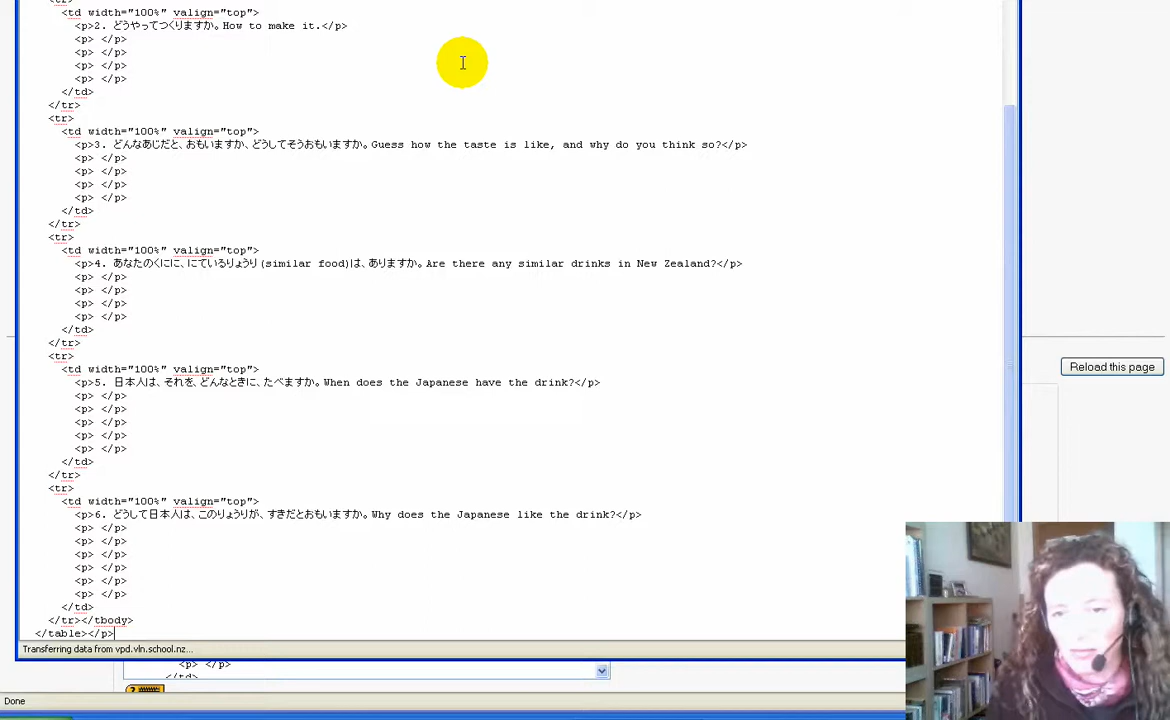 <tr>
<td width="100%" valign="top">
<p>2. どうやってつくりますか。How to make it.</p>
<p> </p>
<p> </p>
<p> </p>
<p> </p>
</td>
</tr>
<tr>
<td width="100%" valign="top">
<p>3. どんなあじだと、おもいますか、どうしてそうおもいますか。Guess how the taste is like, and why do you think so?</p>
<p> </p>
<p> </p>
<p> </p>
<p> </p>
</td>
</tr>
<tr>
<td width="100%" valign="top">
<p>4. あなたのくにに、にているりょうり(similar food)は、ありますか。Are there any similar drinks in New Zealand?</p>
<p> </p>
<p> </p>
<p> </p>
<p> </p>
</td>
</tr>
<tr>
<td width="100%" valign="top">
<p>5. 日本人は、それを、どんなときに、たべますか。When does the Japanese have the drink?</p>
<p> </p>
<p> </p>
<p> </p>
<p> </p>
<p> </p>
</td>
</tr>
<tr>
<td width="100%" valign="top">
<p>6. どうして日本人は、このりょうりが、すきだとおもいますか。Why does the Japanese like the drink?</p>
<p> </p>
<p> </p>
<p> </p>
<p> </p>
<p> </p>
<p> </p>
</td>
</tr></tbody>
</table></p>
Reload this page
Transferring data from vpd.vln.school.nz...
<p> </p>
</td>
Done